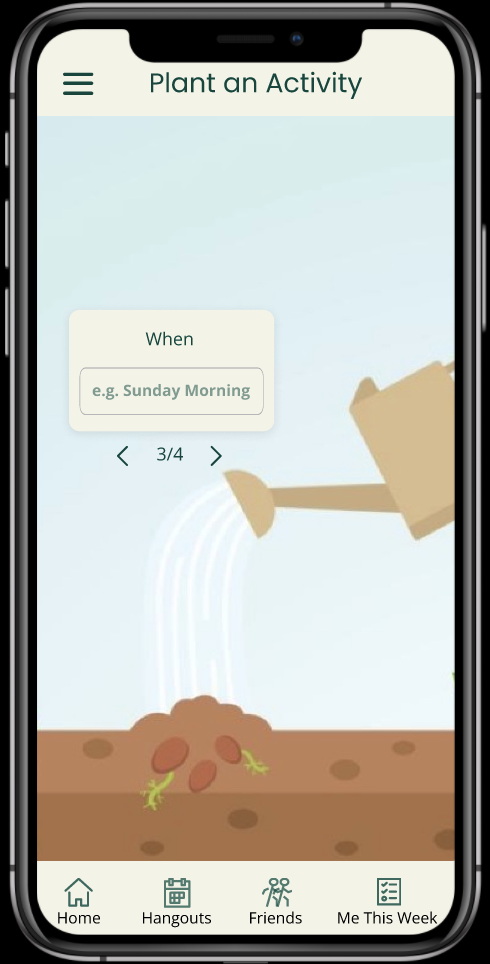 Plant an Activity
When
e.g. Sunday Morning
3/4
Home
Hangouts
Friends
Me This Week